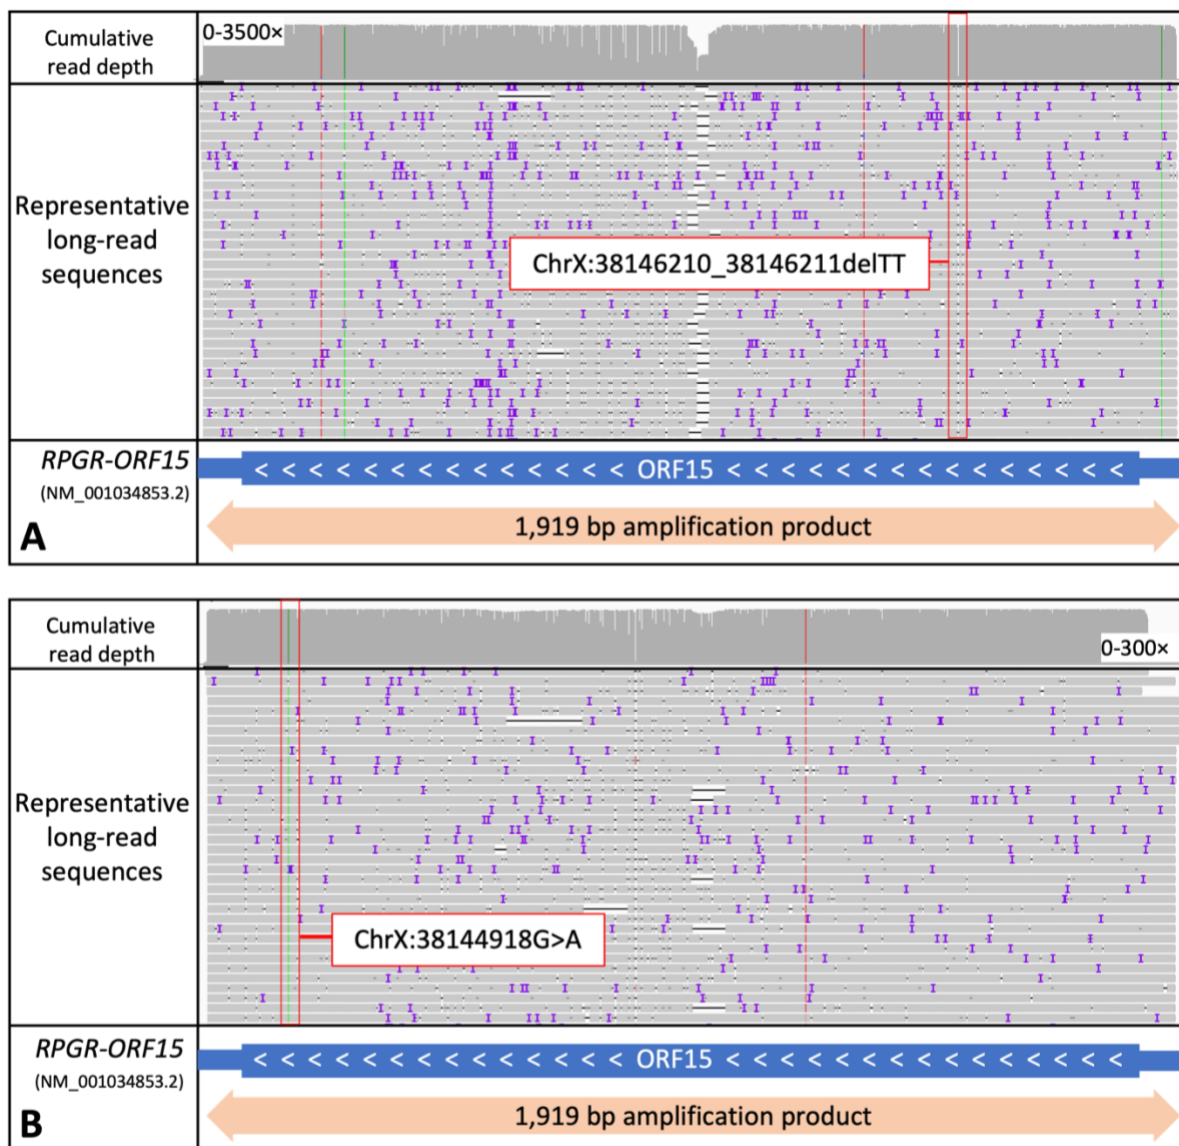 Cumulative
read depth
0-3500×
Representative
long-read
sequences
ChrX:38146210_38146211delTT
RPGR-ORF15
(NM_001034853.2)
< < < < < < < < < < < < < < ORF15 < < < < < < < < < < < < < < <
A
1,919 bp amplification product
Cumulative
read depth
0-300×
Representative
long-read
sequences
ChrX:38144918G>A
RPGR-ORF15
(NM_001034853.2)
< < < < < < < < < < < < < < ORF15 < < < < < < < < < < < < < < <
B
1,919 bp amplification product